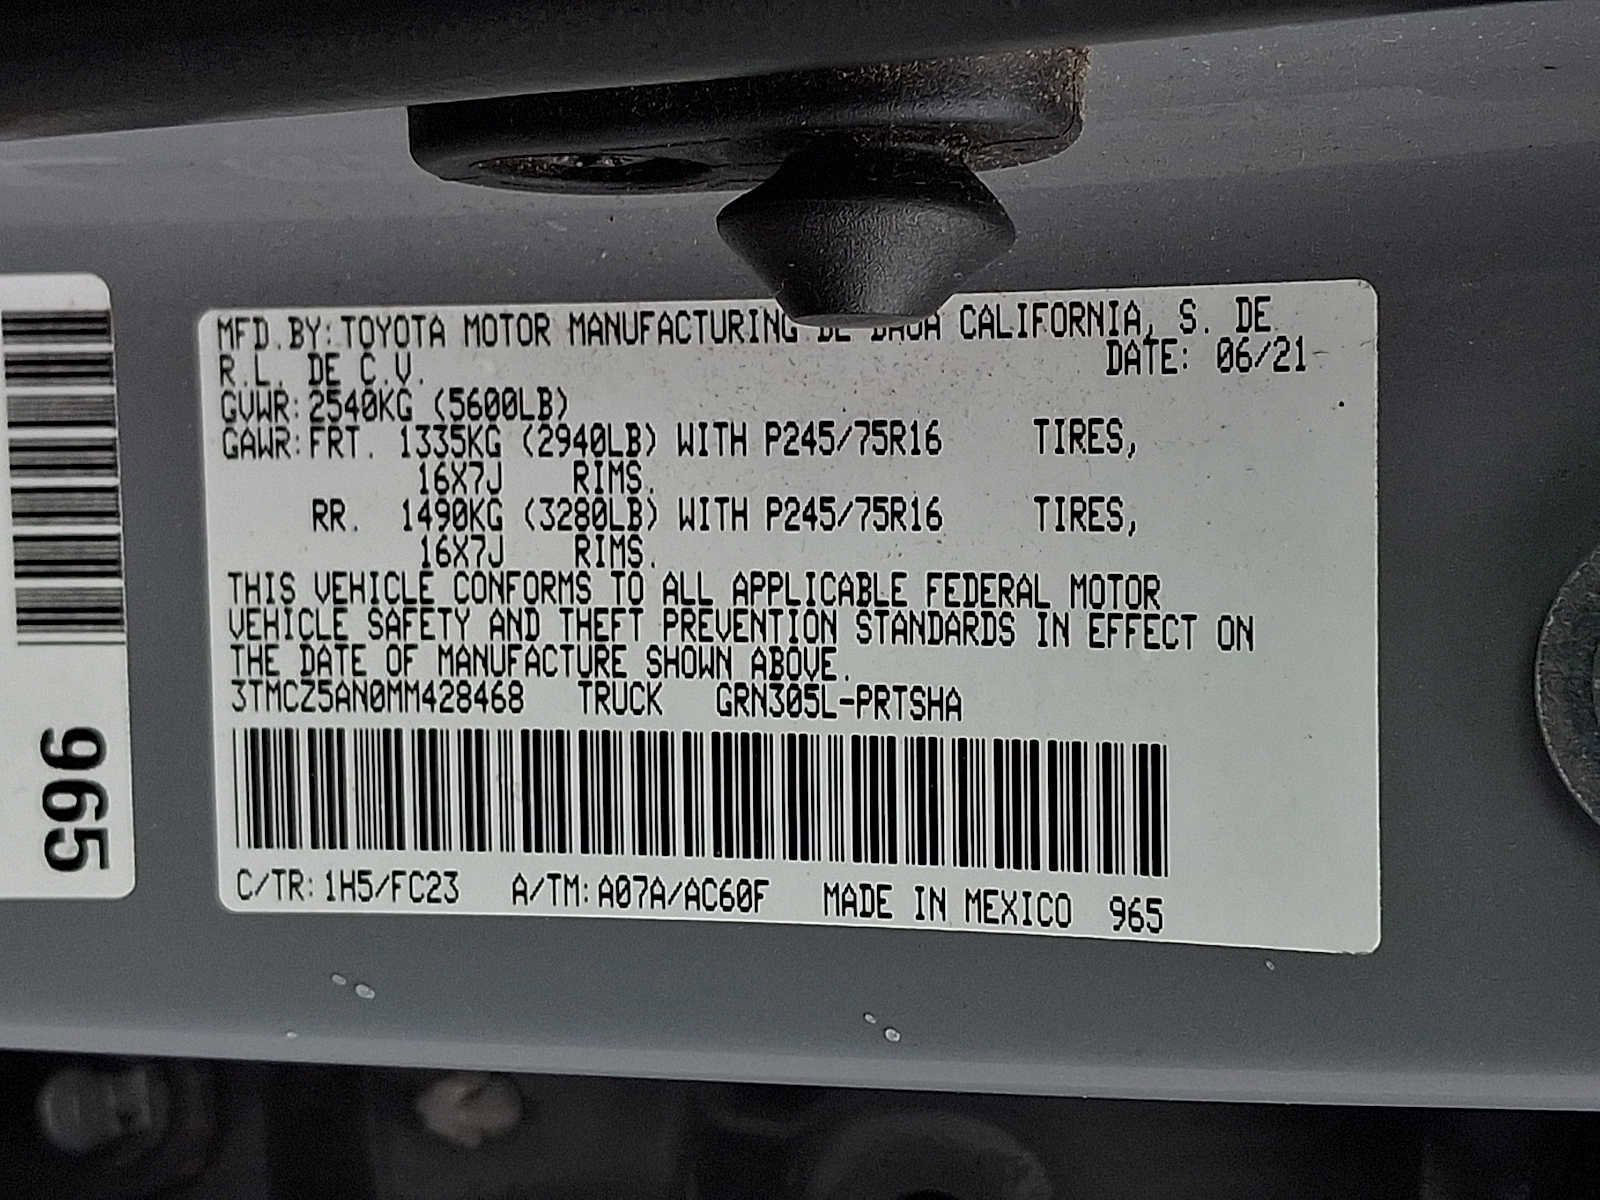 MFD.BY:TOYOTA MOTOR MANUFACTURING DE BAJA CALIFORNIA, S. DE
R.L. DE C.V. DATE: 06/21
GVWR:2540KG (5600LB)
GAWR:FRT. 1335KG (2940LB) WITH P245/75R16 TIRES,
16X7J RIMS.
RR. 1490KG (3280LB) WITH P245/75R16 TIRES,
16X7J RIMS.
THIS VEHICLE CONFORMS TO ALL APPLICABLE FEDERAL MOTOR
VEHICLE SAFETY AND THEFT PREVENTION STANDARDS IN EFFECT ON
THE DATE OF MANUFACTURE SHOWN ABOVE.
3TMCZ5AN0MM428468 TRUCK GRN305L-PRTSHA
C/TR:1H5/FC23 A/TM:A07A/AC60F MADE IN MEXICO 965
965